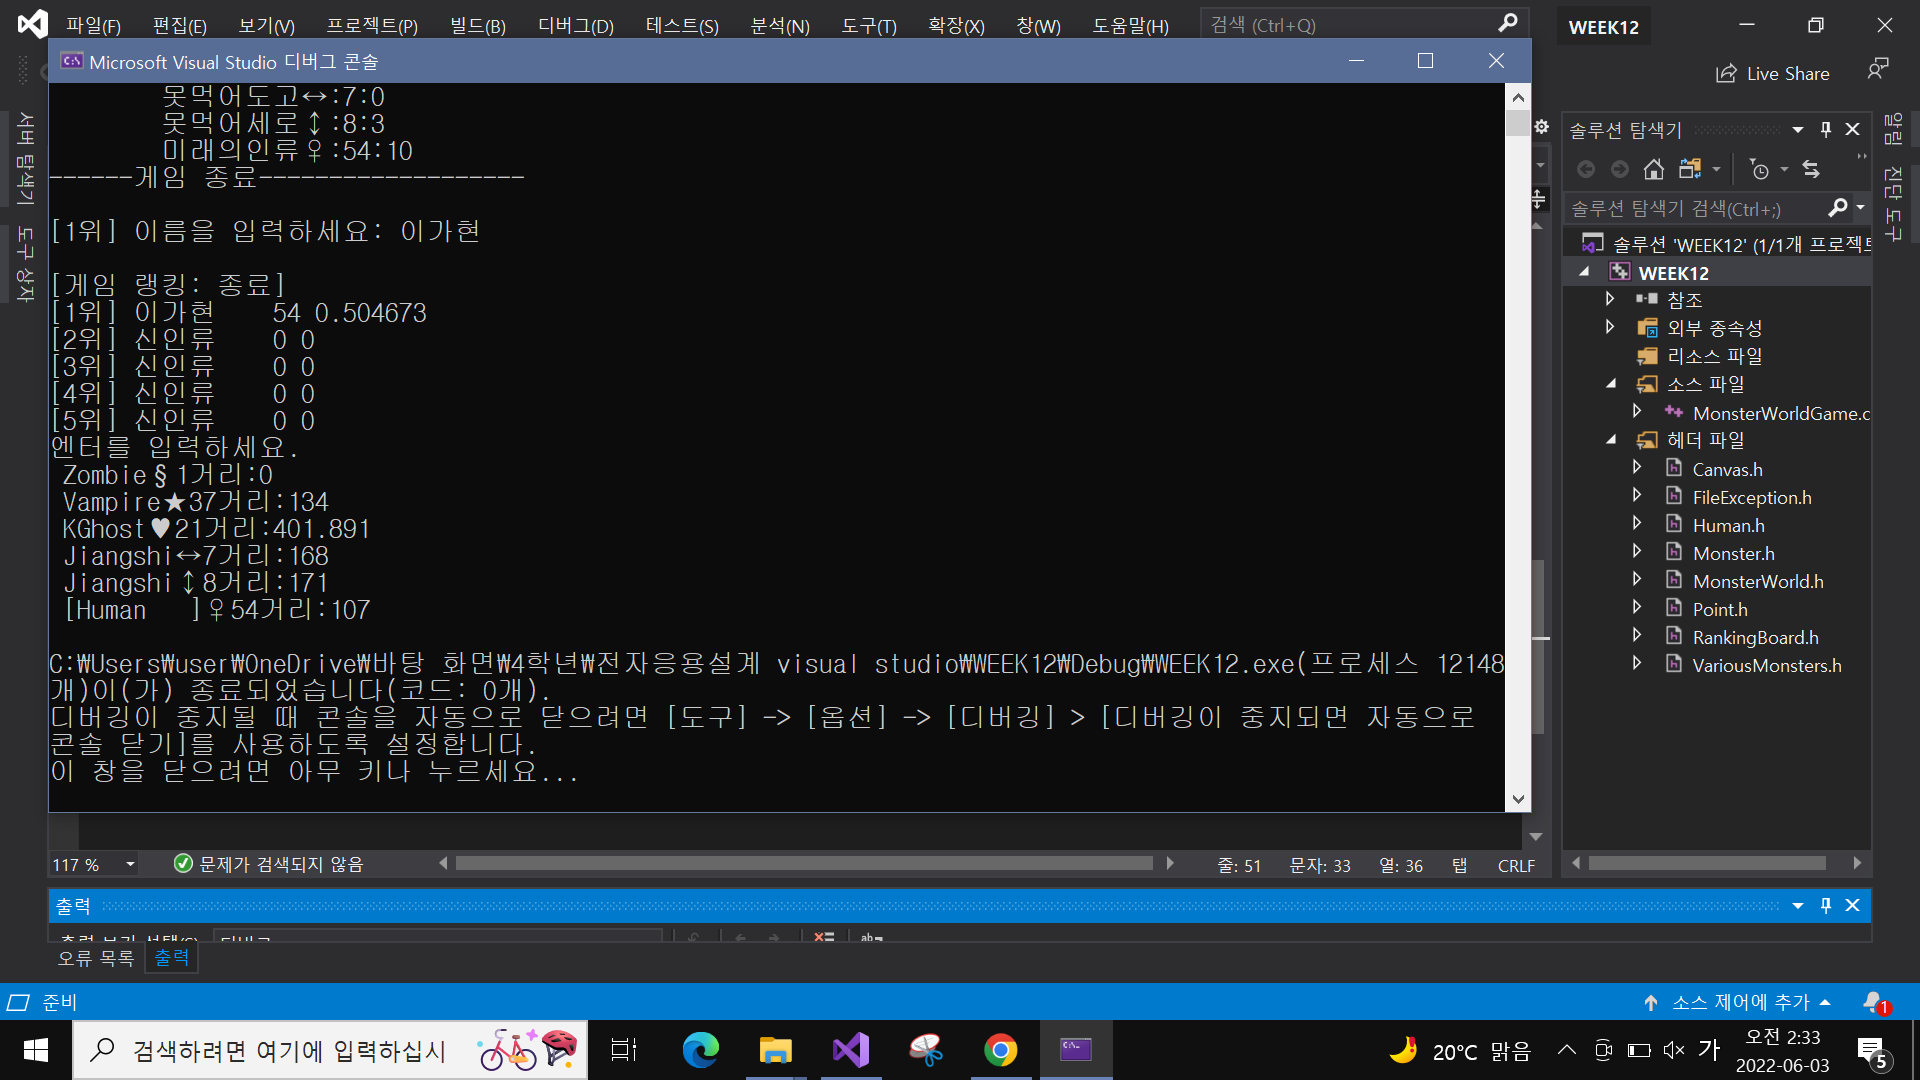 파일(F) 편집(E) 보기(V) 프로젝트(P) 빌드(B) 디버그(D) 테스트(S) 분석(N) 도구(T) 확장(X) 창(W) 도움말(H) 검색 (Ctrl+Q) WEEK12
Microsoft Visual Studio 디버그 콘솔
Live Share
못먹어도고↔:7:0
못먹어세로↕:8:3
미래의인류♀:54:10
------게임 종료-------------------
[1위] 이름을 입력하세요: 이가현
[게임 랭킹: 종료]
[1위] 이가현 54 0.504673
[2위] 신인류 0 0
[3위] 신인류 0 0
[4위] 신인류 0 0
[5위] 신인류 0 0
엔터를 입력하세요.
Zombie§1거리:0
Vampire★37거리:134
KGhost♥21거리:401.891
Jiangshi↔7거리:168
Jiangshi↕8거리:171
[Human ]♀54거리:107
C:₩Users₩user₩OneDrive₩바탕 화면₩4학년₩전자응용설계 visual studio₩WEEK12₩Debug₩WEEK12.exe(프로세스 12148
개)이(가) 종료되었습니다(코드: 0개).
디버깅이 중지될 때 콘솔을 자동으로 닫으려면 [도구] -> [옵션] -> [디버깅] > [디버깅이 중지되면 자동으로
콘솔 닫기]를 사용하도록 설정합니다.
이 창을 닫으려면 아무 키나 누르세요...
서버 탐색기
도구 상자
솔루션 탐색기
솔루션 탐색기 검색(Ctrl+;)
솔루션 'WEEK12' (1/1개 프로젝트
WEEK12
참조
외부 종속성
리소스 파일
소스 파일
MonsterWorldGame.c
헤더 파일
Canvas.h
FileException.h
Human.h
Monster.h
MonsterWorld.h
Point.h
RankingBoard.h
VariousMonsters.h
알림
진단 도구
117 % 문제가 검색되지 않음 줄: 51 문자: 33 열: 36 탭 CRLF
출력
출력 보기 선택(S): 디버그
오류 목록 출력
준비 소스 제어에 추가 1
검색하려면 여기에 입력하십시
20°C 맑음 가 오전 2:33
2022-06-03 5